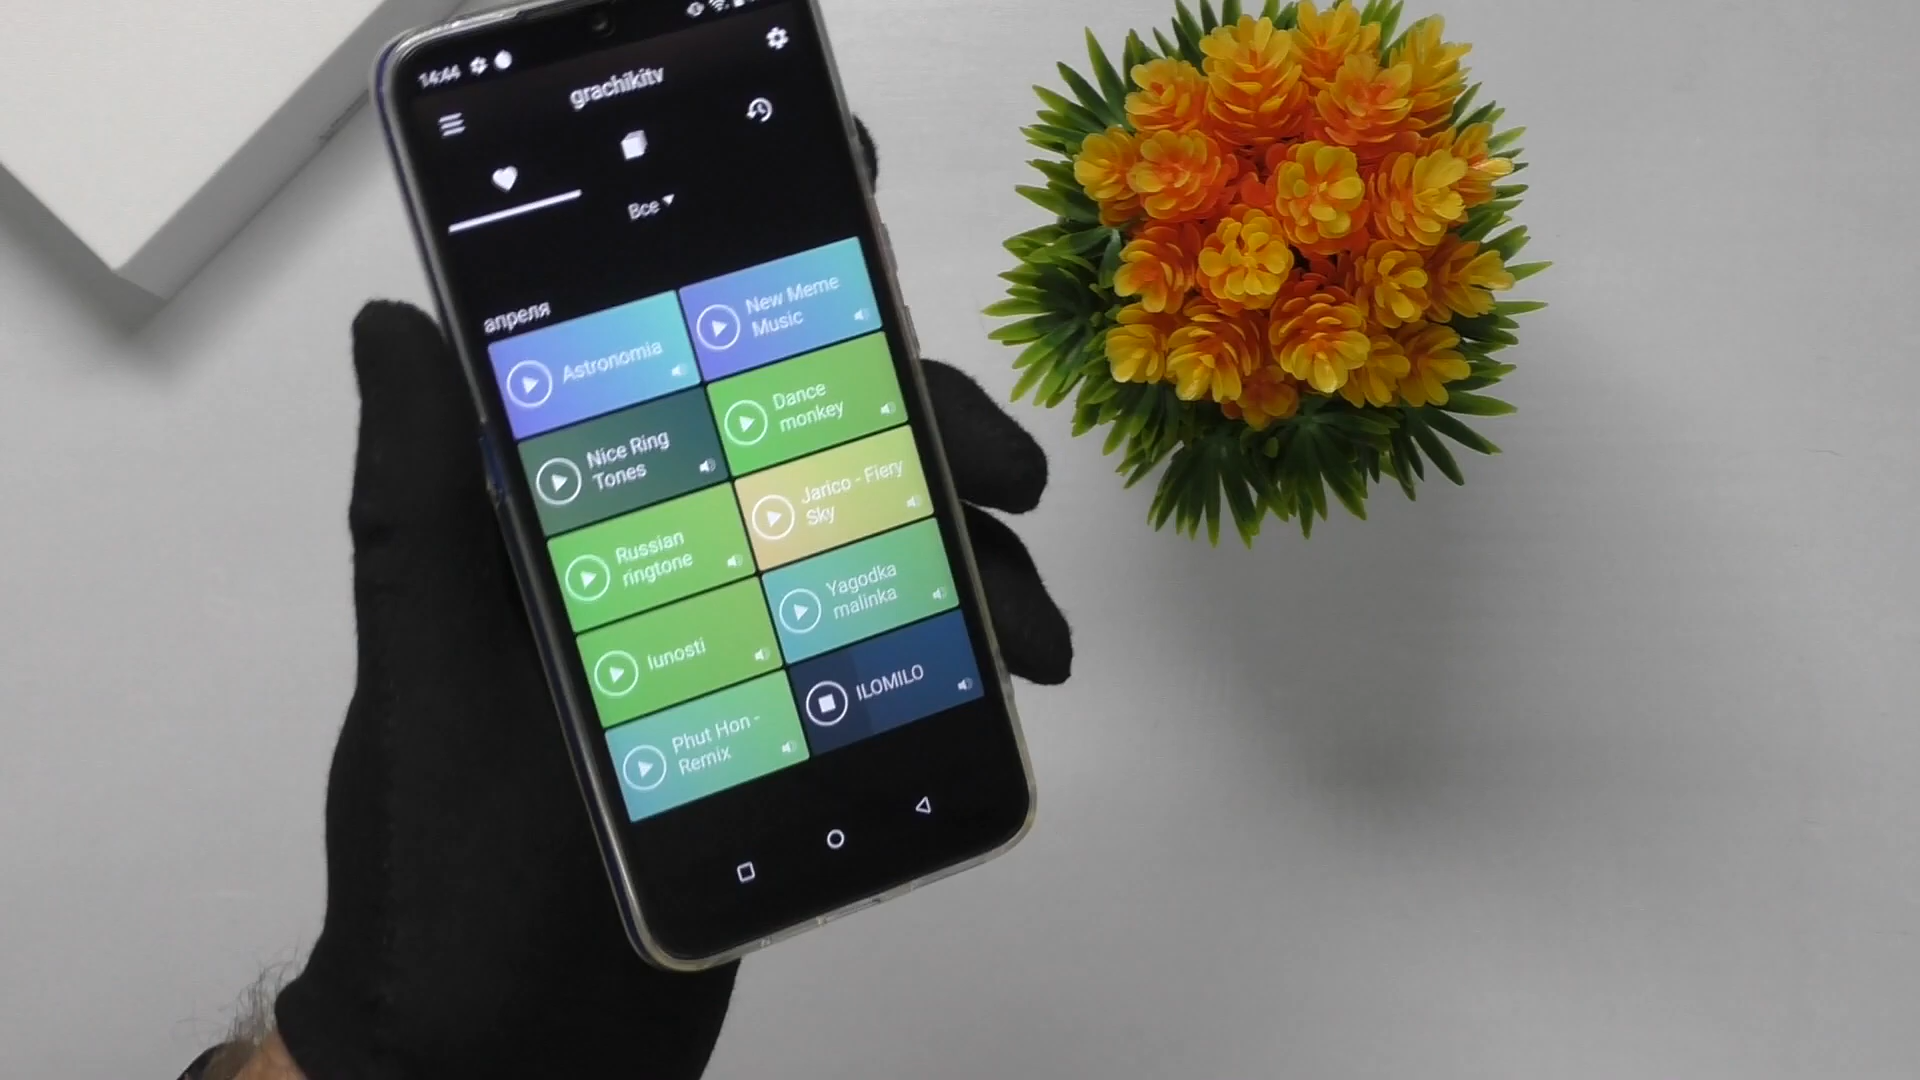 14:44
grachikitv
Все
апреля
Astronomia
New Meme
Music
Nice Ring
Tones
Dance
monkey
Russian
ringtone
Jarico - Fiery
Sky
Iunosti
Yagodka
malinka
Phut Hon -
Remix
ILOMILO